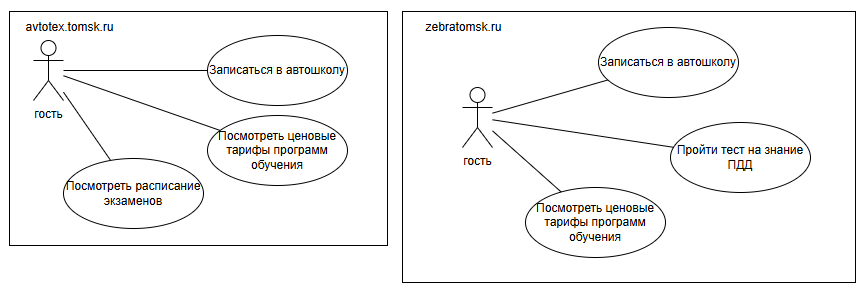 avtotex.tomsk.ru
гость
Записаться в автошколу
Посмотреть ценовые
тарифы программ
обучения
Посмотреть расписание
экзаменов
zebratomsk.ru
гость
Записаться в автошколу
Пройти тест на знание
ПДД
Посмотреть ценовые
тарифы программ
обучения